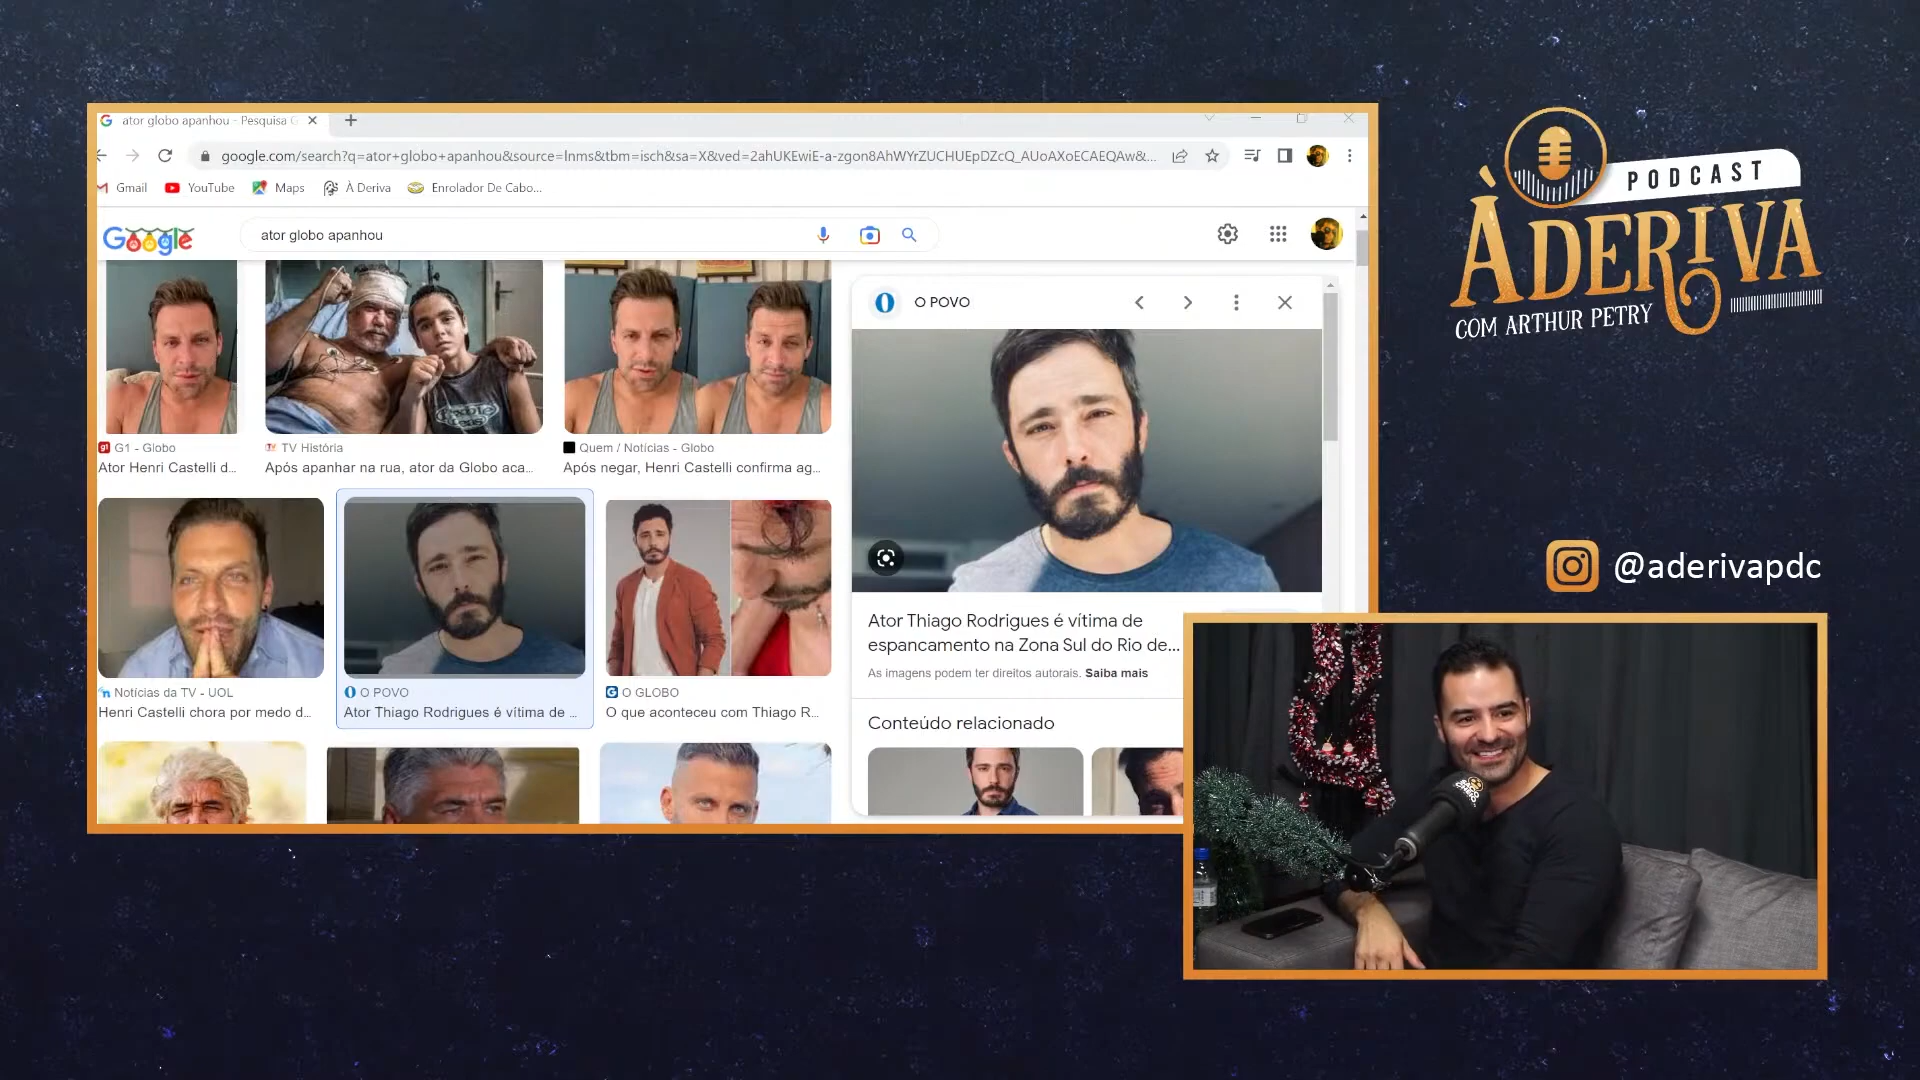 ator globo apanhou - Pesquisa G
google.com/search?q=ator+globo+apanhou&source=lnms&tbm=isch&sa=X&ved=2ahUKEwiE-a-zgon8AhWYrZUCHUEpDZcQ_AUoAXoECAEQAw&...
Gmail
YouTube
Maps
À Deriva
Enrolador De Cabo...
Google
ator globo apanhou
G1 - Globo
Ator Henri Castelli d...
TV História
Após apanhar na rua, ator da Globo aca...
Quem / Notícias - Globo
Após negar, Henri Castelli confirma ag...
Notícias da TV - UOL
Henri Castelli chora por medo d...
O POVO
Ator Thiago Rodrigues é vítima de ...
O GLOBO
O que aconteceu com Thiago R...
O POVO
Ator Thiago Rodrigues é vítima de
espancamento na Zona Sul do Rio de...
As imagens podem ter direitos autorais. Saiba mais
Conteúdo relacionado
PODCAST
À DERIVA
COM ARTHUR PETRY
@aderivapdc